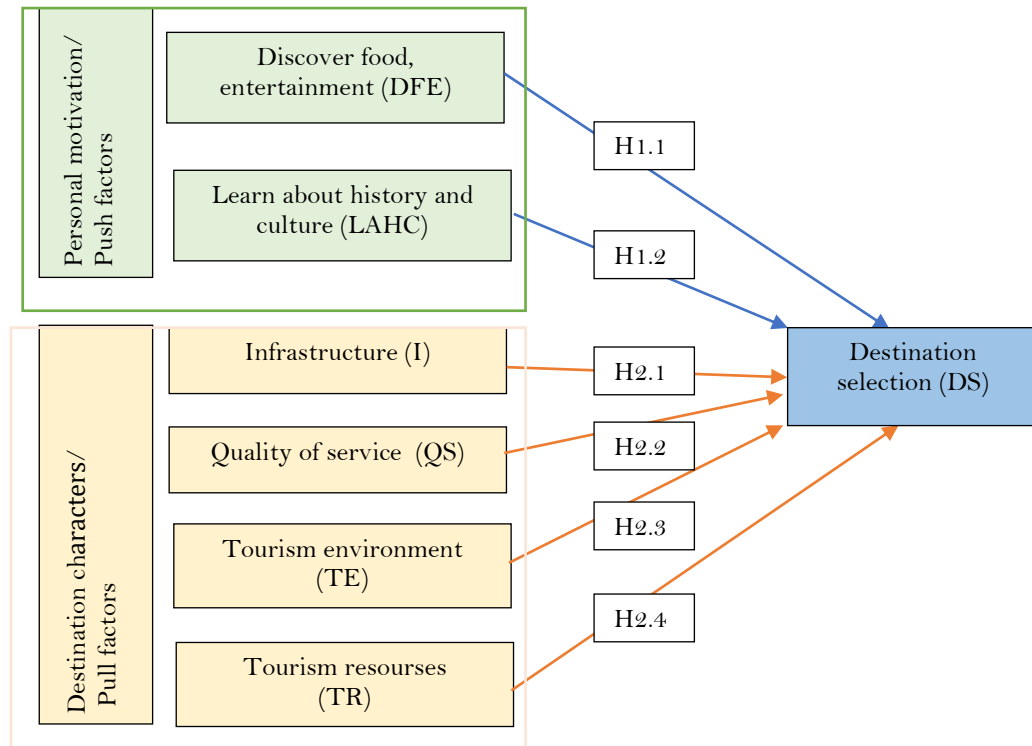 Personal motivation/
Push factors
Discover food,
entertainment (DFE)
H1.1
Learn about history and
culture (LAHC)
H1.2
Destination characters/
Pull factors
Infrastructure (I)
H2.1
Destination
selection (DS)
Quality of service (QS)
H2.2
Tourism environment
(TE)
H2.3
Tourism resourses
(TR)
H2.4